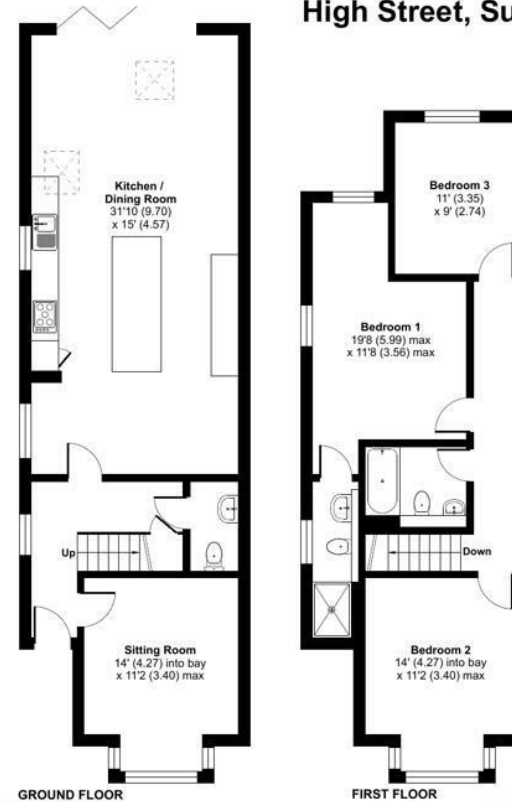 High Street, Su
Kitchen /
Dining Room
31'10 (9.70)
x 15' (4.57)
Up
Sitting Room
14' (4.27) into bay
x 11'2 (3.40) max
GROUND FLOOR
Bedroom 3
11' (3.35)
x 9' (2.74)
Bedroom 1
19'8 (5.99) max
x 11'8 (3.56) max
Down
Bedroom 2
14' (4.27) into bay
x 11'2 (3.40) max
FIRST FLOOR